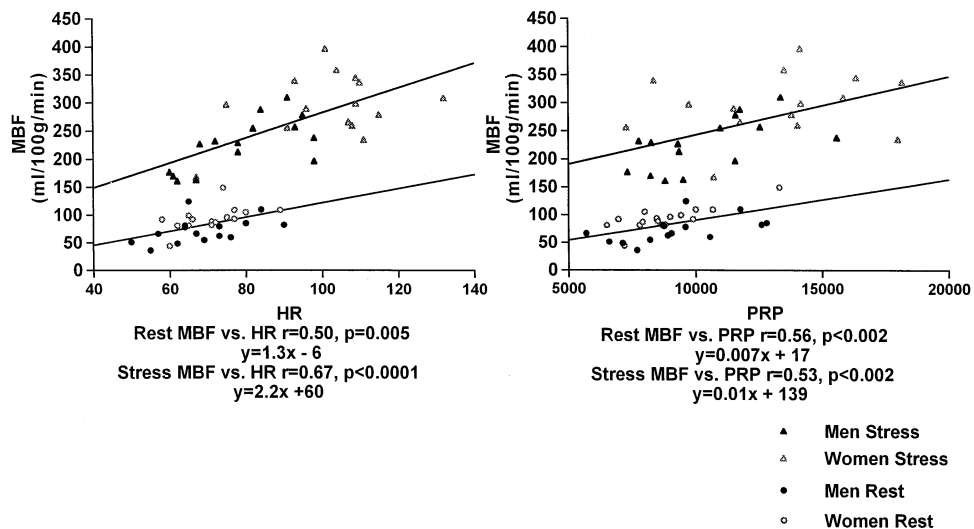 450
400
350
300
250
200
150
100
50
0
MBF
(ml/100g/min)
40 60 80 100 120 140
HR
Rest MBF vs. HR r=0.50, p=0.005
y=1.3x - 6
Stress MBF vs. HR r=0.67, p<0.0001
y=2.2x +60
450
400
350
300
250
200
150
100
50
0
MBF
(ml/100g/min)
5000 10000 15000 20000
PRP
Rest MBF vs. PRP r=0.56, p<0.002
y=0.007x + 17
Stress MBF vs. PRP r=0.53, p<0.002
y=0.01x + 139
Men Stress
Women Stress
Men Rest
Women Rest